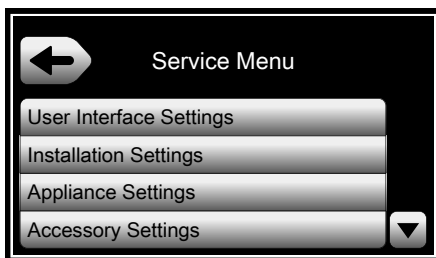 Service Menu
User Interface Settings
Installation Settings
Appliance Settings
Accessory Settings